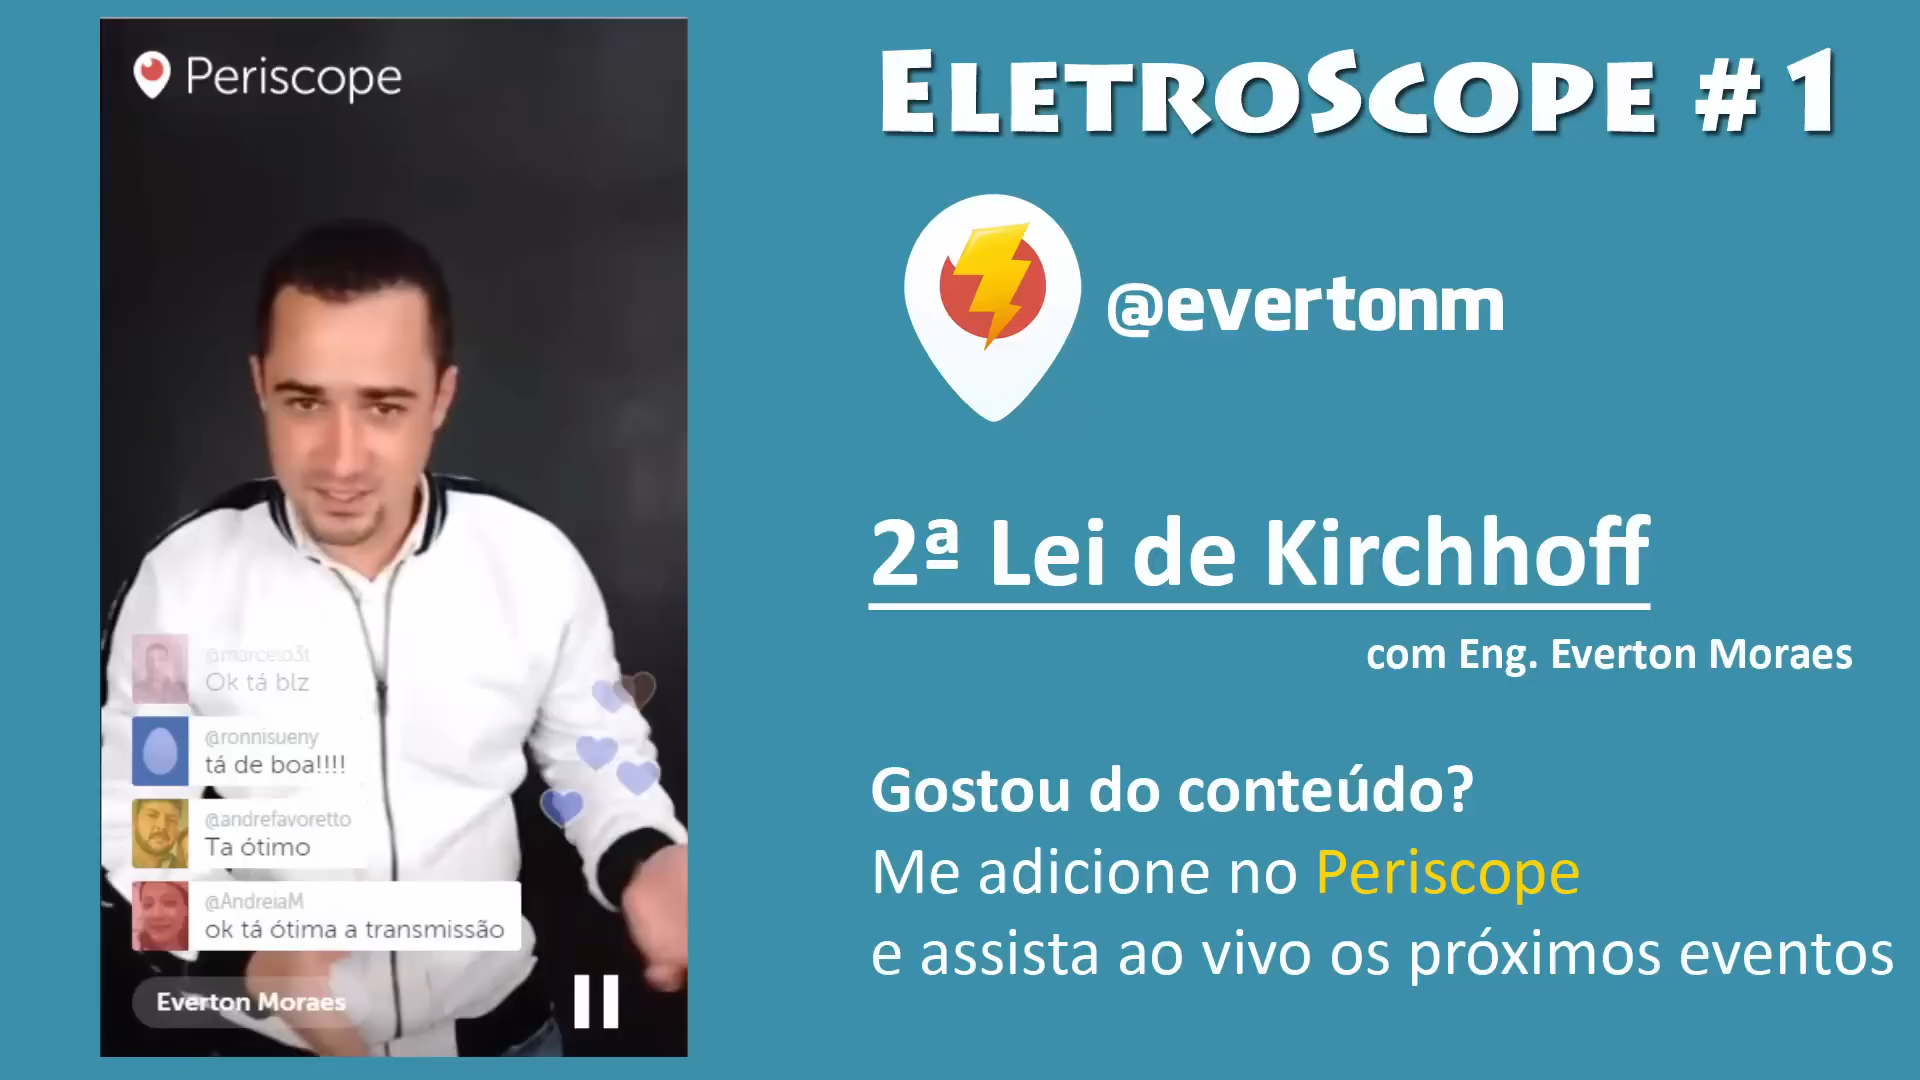 Periscope
@marcelo3t
Ok tá blz
@ronnisueny
tá de boa!!!!
@andrefavoretto
Ta ótimo
@AndreiaM
ok tá ótima a transmissão
Everton Moraes
EletroScope #1
@evertonm
2ª Lei de Kirchhoff
com Eng. Everton Moraes
Gostou do conteúdo?
Me adicione no Periscope
e assista ao vivo os próximos eventos